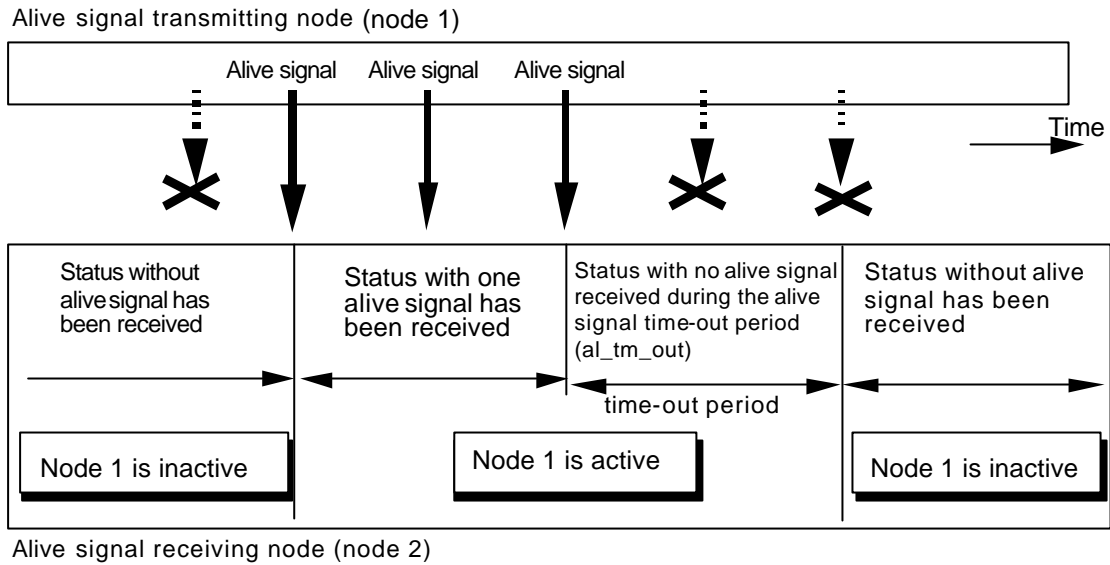 Alive signal transmitting node (node 1)
Alive signal
Alive signal
Alive signal
Time
Status without
alive signal has
been received
Status with one
alive signal has
been received
Status with no alive signal
received during the alive
signal time-out period
(al_tm_out)
Status without alive
signal has been
received
time-out period
Node 1 is inactive
Node 1 is active
Node 1 is inactive
Alive signal receiving node (node 2)